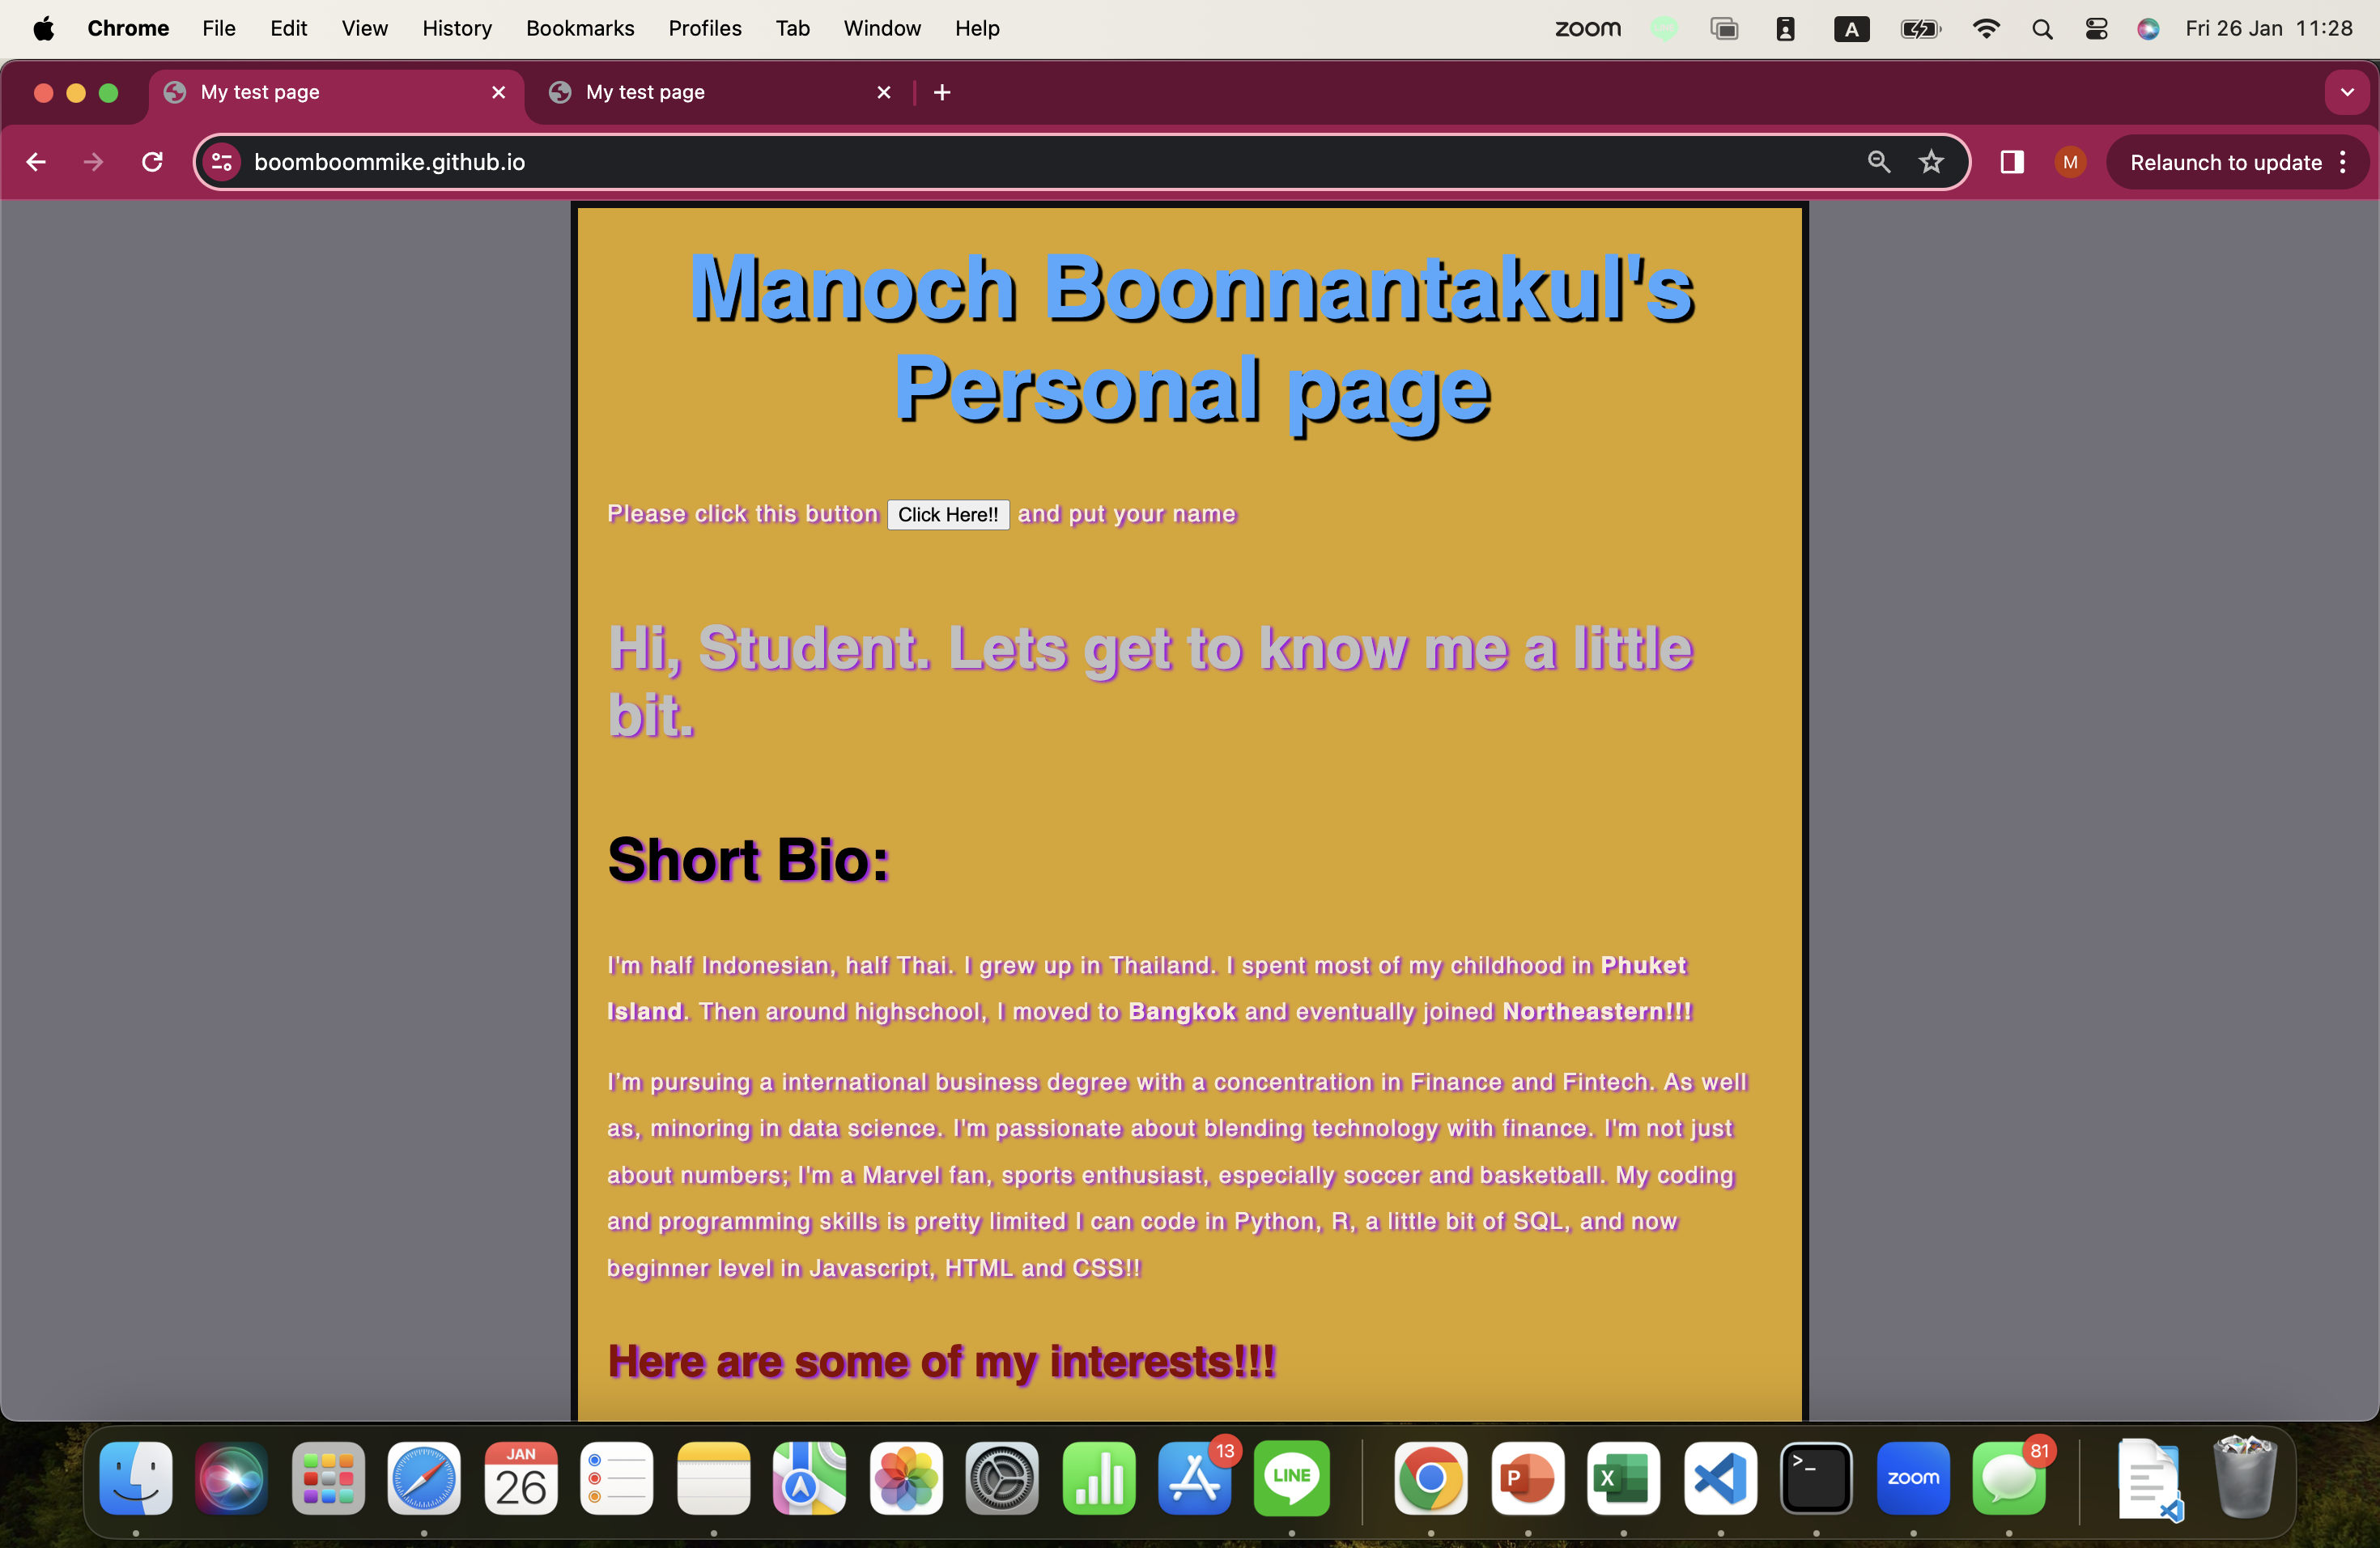 Chrome File Edit View History Bookmarks Profiles Tab Window Help zoom A Fri 26 Jan 11:28
My test page My test page
boomboommike.github.io M Relaunch to update
Manoch Boonnantakul's
Personal page
Please click this button Click Here!! and put your name
Hi, Student. Lets get to know me a little
bit.
Short Bio:
I'm half Indonesian, half Thai. I grew up in Thailand. I spent most of my childhood in Phuket
Island. Then around highschool, I moved to Bangkok and eventually joined Northeastern!!!
I'm pursuing a international business degree with a concentration in Finance and Fintech. As well
as, minoring in data science. I'm passionate about blending technology with finance. I'm not just
about numbers; I'm a Marvel fan, sports enthusiast, especially soccer and basketball. My coding
and programming skills is pretty limited I can code in Python, R, a little bit of SQL, and now
beginner level in Javascript, HTML and CSS!!
Here are some of my interests!!!
JAN 13 81
26 LINE P X >_ zoom